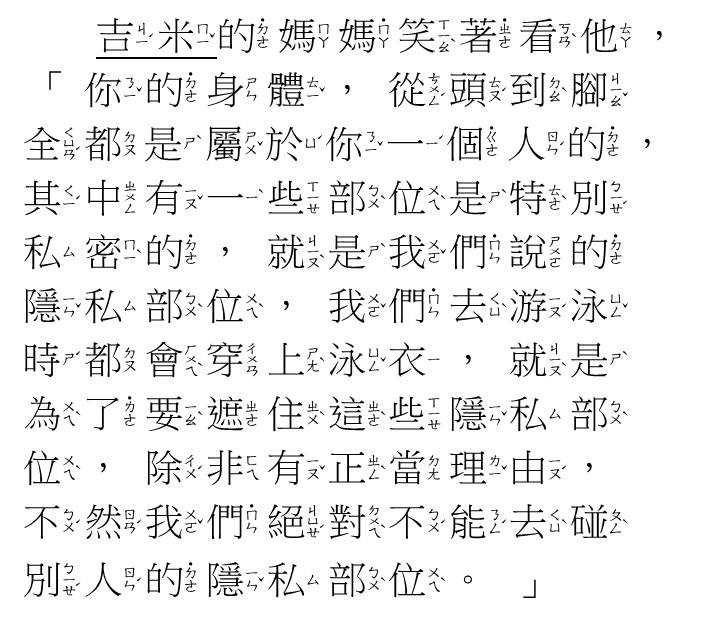 吉米的媽媽笑著看他，
「你的身體，從頭到腳
全都是屬於你一個人的，
其中有一些部位是特別
私密的，就是我們說的
隱私部位，我們去游泳
時都會穿上泳衣，就是
為了要遮住這些隱私部
位，除非有正當理由，
不然我們絕對不能去碰
別人的隱私部位。」